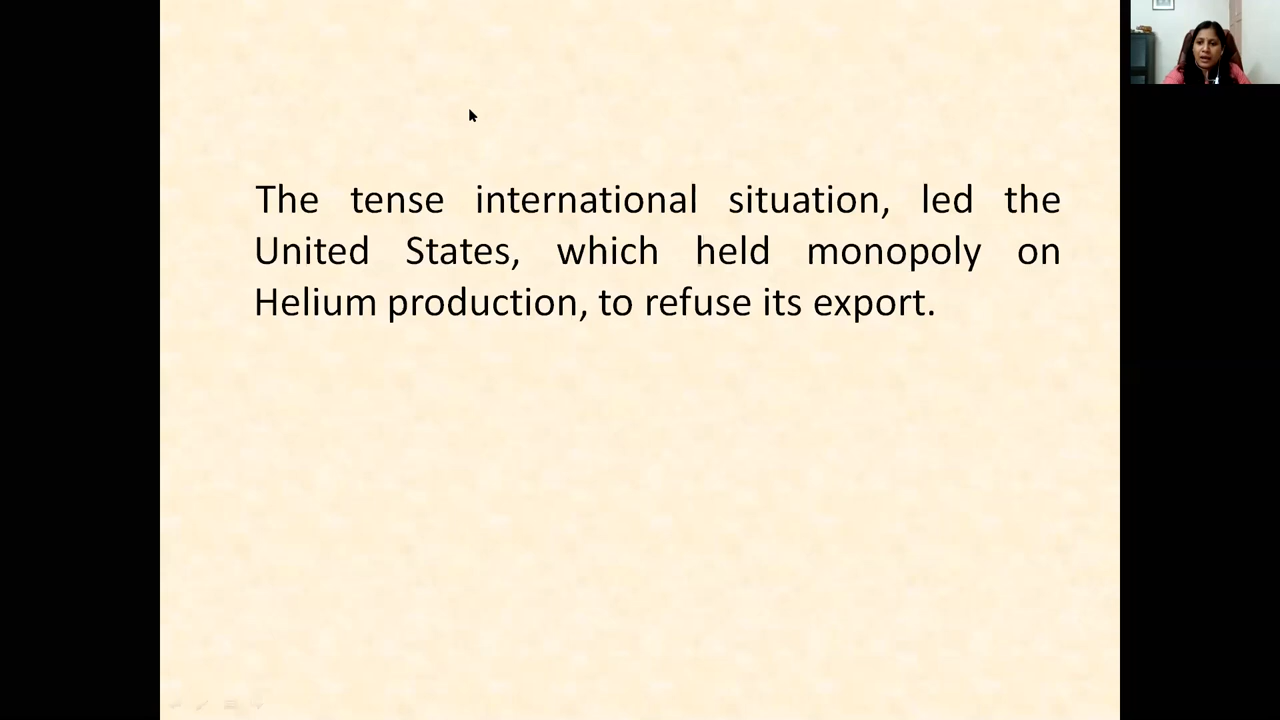 The tense international situation, led the
United States, which held monopoly on
Helium production, to refuse its export.